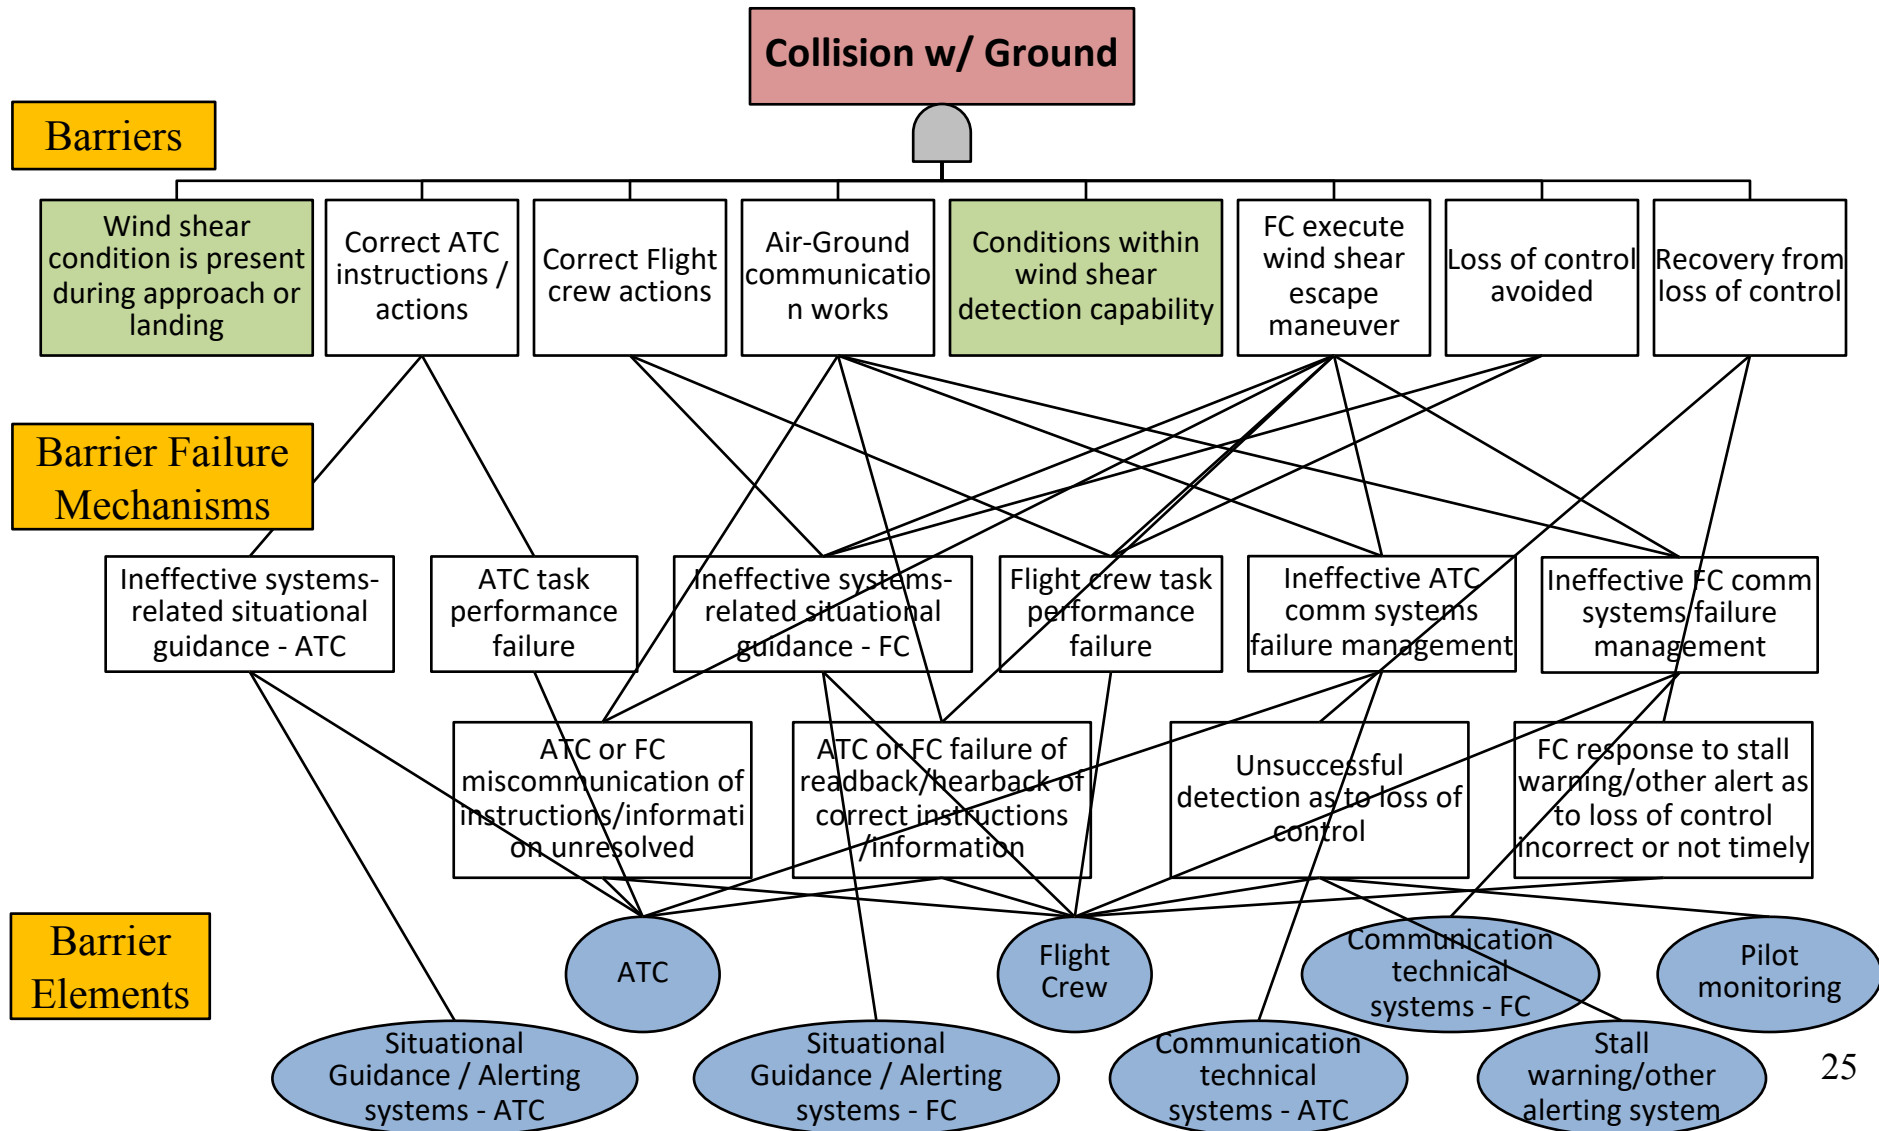 Collision w/ Ground
Barriers
Wind shear
condition is present
during approach or
landing
Correct ATC
instructions /
actions
Correct Flight
crew actions
Air-Ground
communicatio
n works
Conditions within
wind shear
detection capability
FC execute
wind shear
escape
maneuver
Loss of control
avoided
Recovery from
loss of control
Barrier Failure
Mechanisms
Ineffective systems-
related situational
guidance - ATC
ATC task
performance
failure
Ineffective systems-
related situational
guidance - FC
Flight crew task
performance
failure
Ineffective ATC
comm systems
failure management
Ineffective FC comm
systems failure
management
ATC or FC
miscommunication of
instructions/informati
on unresolved
ATC or FC failure of
readback/hearback of
correct instructions
/information
Unsuccessful
detection as to loss of
control
FC response to stall
warning/other alert as
to loss of control
incorrect or not timely
Barrier
Elements
ATC
Flight
Crew
Communication
technical
systems - FC
Pilot
monitoring
Situational
Guidance / Alerting
systems - ATC
Situational
Guidance / Alerting
systems - FC
Communication
technical
systems - ATC
Stall
warning/other
alerting system
25